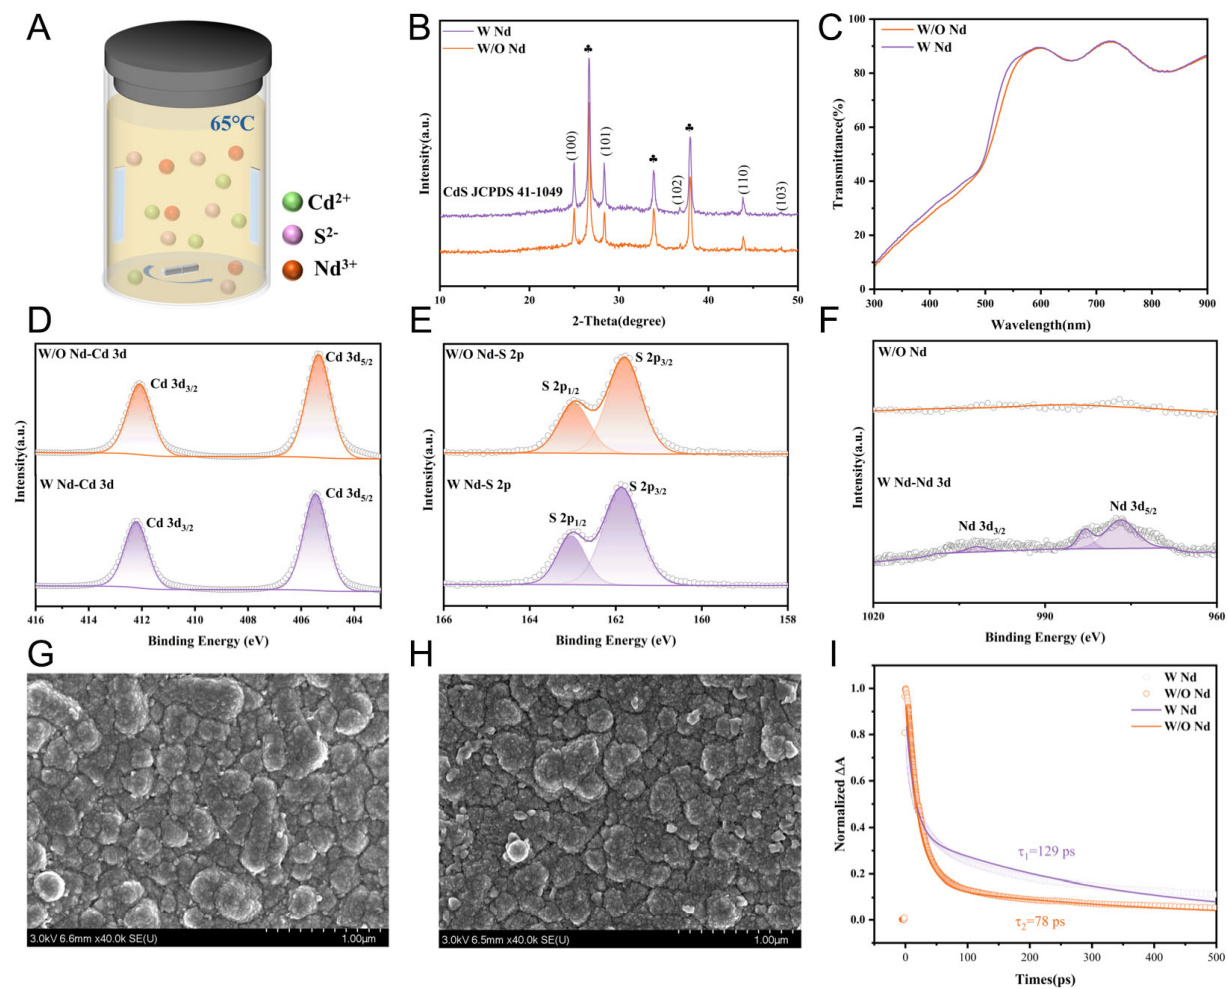 A
65°C
Cd²⁺
S²⁻
Nd³⁺
B
W Nd
W/O Nd
♣
♣
♣
(100)
(101)
(102)
(110)
(103)
CdS JCPDS 41-1049
Intensity(a.u.)
10 20 30 40 50
2-Theta(degree)
C
W/O Nd
W Nd
Transmittance(%)
100
80
60
40
20
0
300 400 500 600 700 800 900
Wavelength(nm)
D
W/O Nd-Cd 3d
Cd 3d₃/₂
Cd 3d₅/₂
W Nd-Cd 3d
Cd 3d₃/₂
Cd 3d₅/₂
Intensity(a.u.)
416 414 412 410 408 406 404
Binding Energy (eV)
E
W/O Nd-S 2p
S 2p₁/₂
S 2p₃/₂
W Nd-S 2p
S 2p₁/₂
S 2p₃/₂
Intensity(a.u.)
166 164 162 160 158
Binding Energy (eV)
F
W/O Nd
W Nd-Nd 3d
Nd 3d₃/₂
Nd 3d₅/₂
Intensity(a.u.)
1020 990 960
Binding Energy (eV)
G
3.0kV 6.6mm x40.0k SE(U) 1.00μm
H
3.0kV 6.5mm x40.0k SE(U) 1.00μm
I
W Nd
W/O Nd
W Nd
W/O Nd
Normalized ΔA
1.0
0.8
0.6
0.4
0.2
0.0
τ₁=129 ps
τ₂=78 ps
0 100 200 300 400 500
Times(ps)